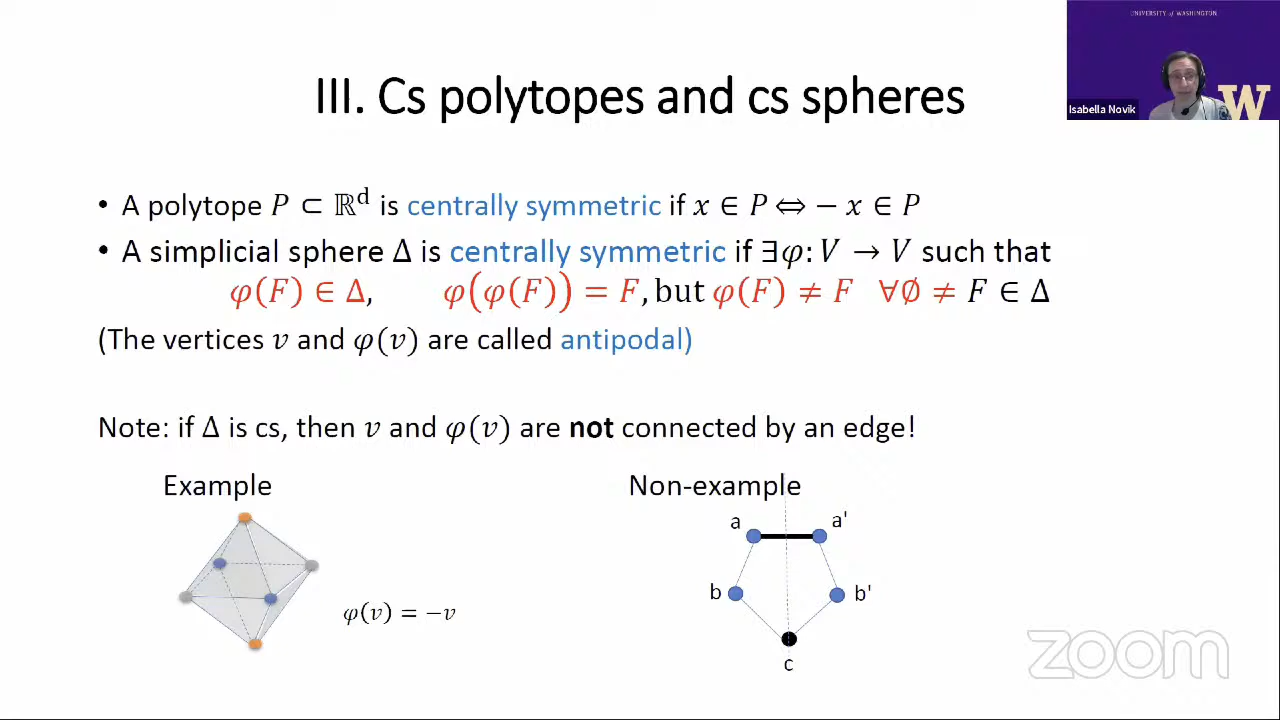 UNIVERSITY of WASHINGTON
Isabella Novik
W
III. Cs polytopes and cs spheres
• A polytope P ⊂ ℝᵈ is centrally symmetric if x ∈ P ⇔ − x ∈ P
• A simplicial sphere Δ is centrally symmetric if ∃φ: V → V such that
φ(F) ∈ Δ, φ(φ(F)) = F, but φ(F) ≠ F ∀∅ ≠ F ∈ Δ
(The vertices v and φ(v) are called antipodal)
Note: if Δ is cs, then v and φ(v) are not connected by an edge!
Example
Non-example
a
a'
b
b'
φ(v) = −v
c
zoom